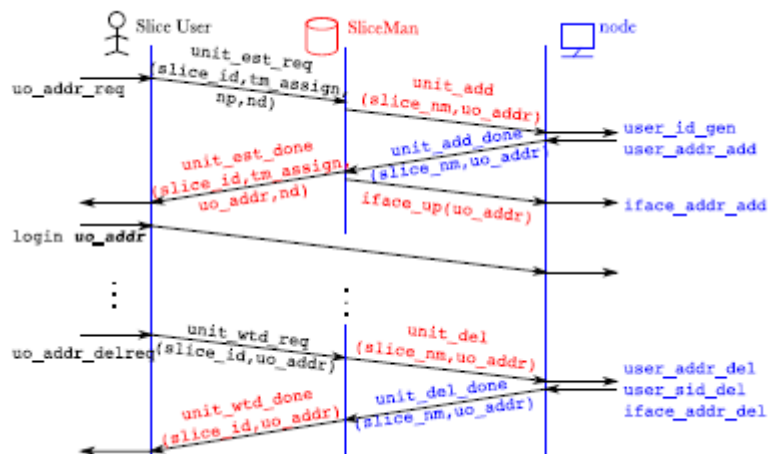 Slice User
SliceMan
node
unit_est_req
(slice_id,tm_assign,
np,nd)
uo_addr_req
unit_add
(slice_nm,uo_addr)
user_id_gen
user_addr_add
unit_add_done
(slice_nm,uo_addr)
unit_est_done
(slice_id,tm_assign,
uo_addr,nd)
iface_up(uo_addr)
iface_addr_add
login uo_addr
unit_wtd_req
(slice_id,uo_addr)
uo_addr_delreq
unit_del
(slice_nm,uo_addr)
user_addr_del
user_sid_del
iface_addr_del
unit_del_done
(slice_nm,uo_addr)
unit_wtd_done
(slice_id,uo_addr)